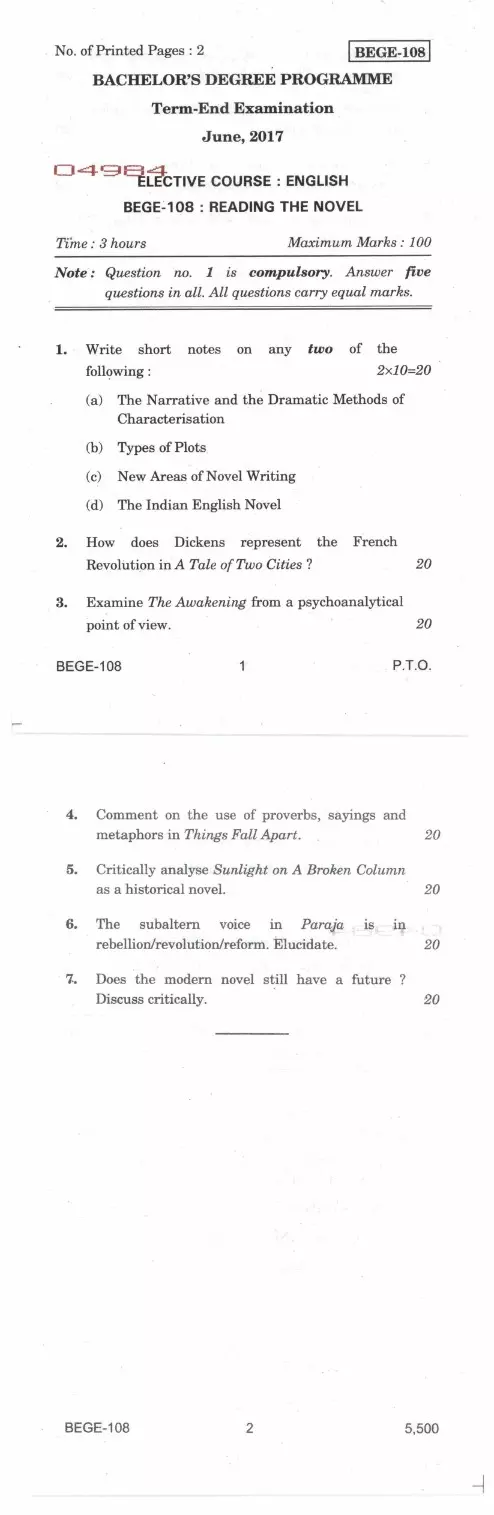 No. of Printed Pages : 2 BEGE-108
BACHELOR'S DEGREE PROGRAMME
Term-End Examination
June, 2017
04984
ELECTIVE COURSE : ENGLISH
BEGE-108 : READING THE NOVEL
Time : 3 hours Maximum Marks : 100
Note : Question no. 1 is compulsory. Answer five
questions in all. All questions carry equal marks.
1. Write short notes on any two of the
following : 2×10=20
(a) The Narrative and the Dramatic Methods of
Characterisation
(b) Types of Plots
(c) New Areas of Novel Writing
(d) The Indian English Novel
2. How does Dickens represent the French
Revolution in A Tale of Two Cities ? 20
3. Examine The Awakening from a psychoanalytical
point of view. 20
BEGE-108 1 P.T.O.
4. Comment on the use of proverbs, sayings and
metaphors in Things Fall Apart. 20
5. Critically analyse Sunlight on A Broken Column
as a historical novel. 20
6. The subaltern voice in Paraja is in
rebellion/revolution/reform. Elucidate. 20
7. Does the modern novel still have a future ?
Discuss critically. 20
BEGE-108 2 5,500